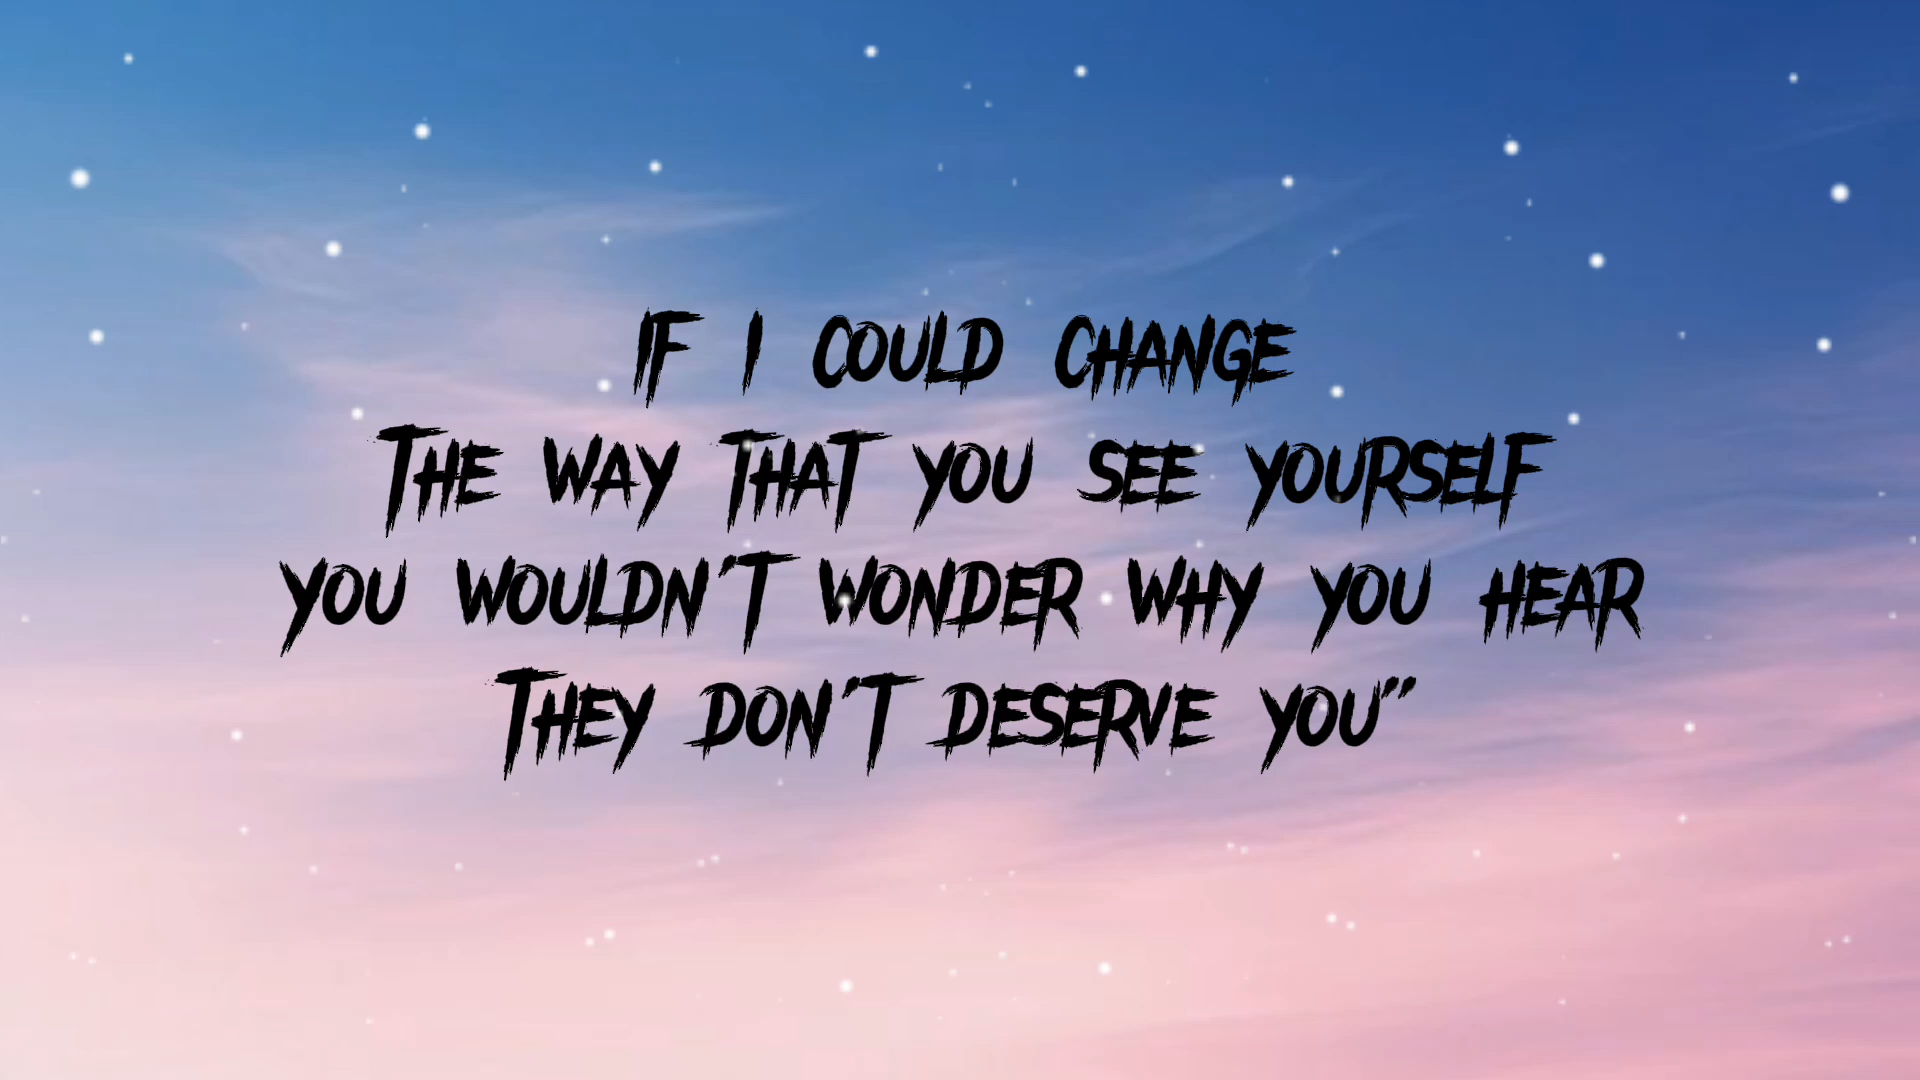 IF I COULD CHANGE
THE WAY THAT YOU SEE YOURSELF
YOU WOULDN'T WONDER WHY YOU HEAR
THEY DON'T DESERVE YOU"